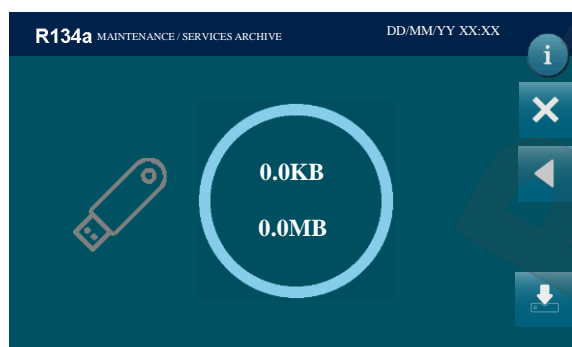 R134a MAINTENANCE / SERVICES ARCHIVE DD/MM/YY XX:XX
i
0.0KB
0.0MB